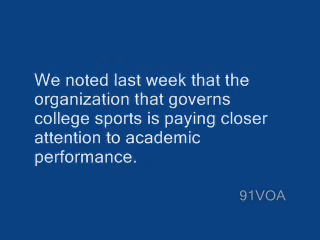 We noted last week that the
organization that governs
college sports is paying closer
attention to academic
performance.
91VOA